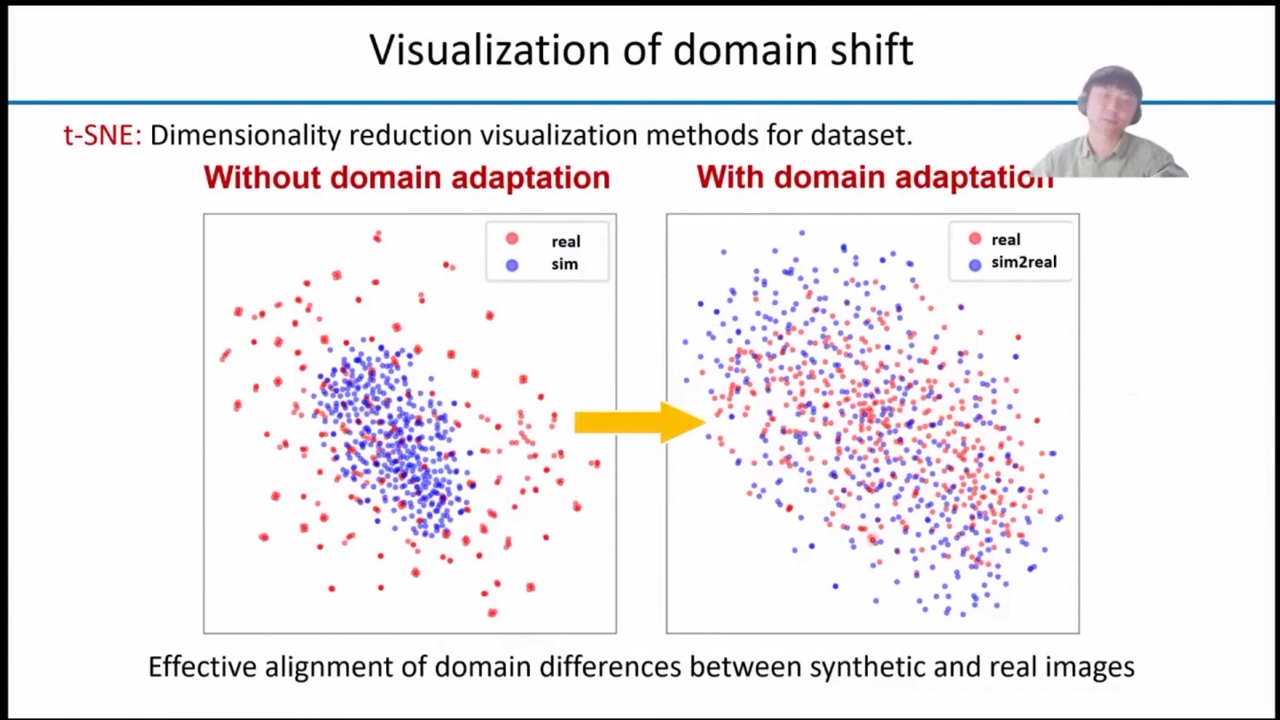 Visualization of domain shift
t-SNE: Dimensionality reduction visualization methods for dataset.
Without domain adaptation
With domain adaptation
real
sim
real
sim2real
Effective alignment of domain differences between synthetic and real images